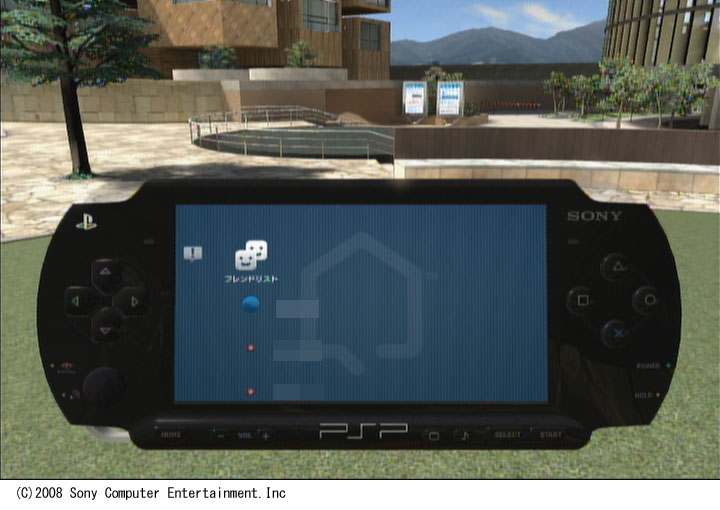 SONY
!
フレンドリスト
TM
POWER
HOLD
HOME
VOL
PSP
SELECT
START
(C)2008 Sony Computer Entertainment.Inc